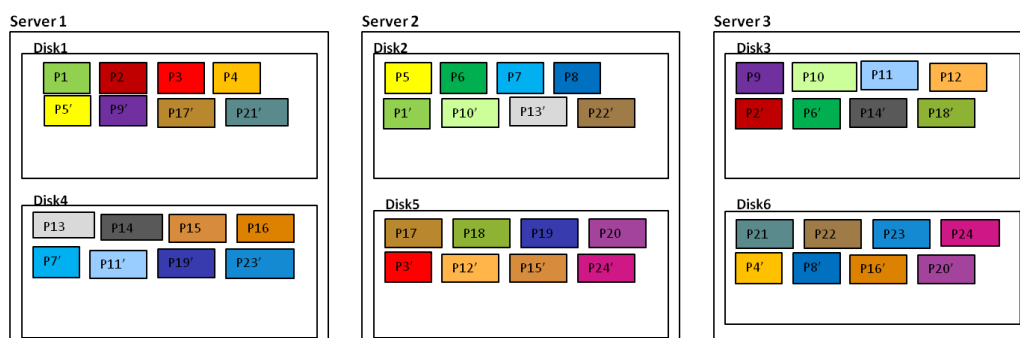 Server 1
Disk1
P1 P2 P3 P4
P5′ P9′ P17′ P21′
Disk4
P13 P14 P15 P16
P7′ P11′ P19′ P23′
Server 2
Disk2
P5 P6 P7 P8
P1′ P10′ P13′ P22′
Disk5
P17 P18 P19 P20
P3′ P12′ P15′ P24′
Server 3
Disk3
P9 P10 P11 P12
P2′ P6′ P14′ P18′
Disk6
P21 P22 P23 P24
P4′ P8′ P16′ P20′